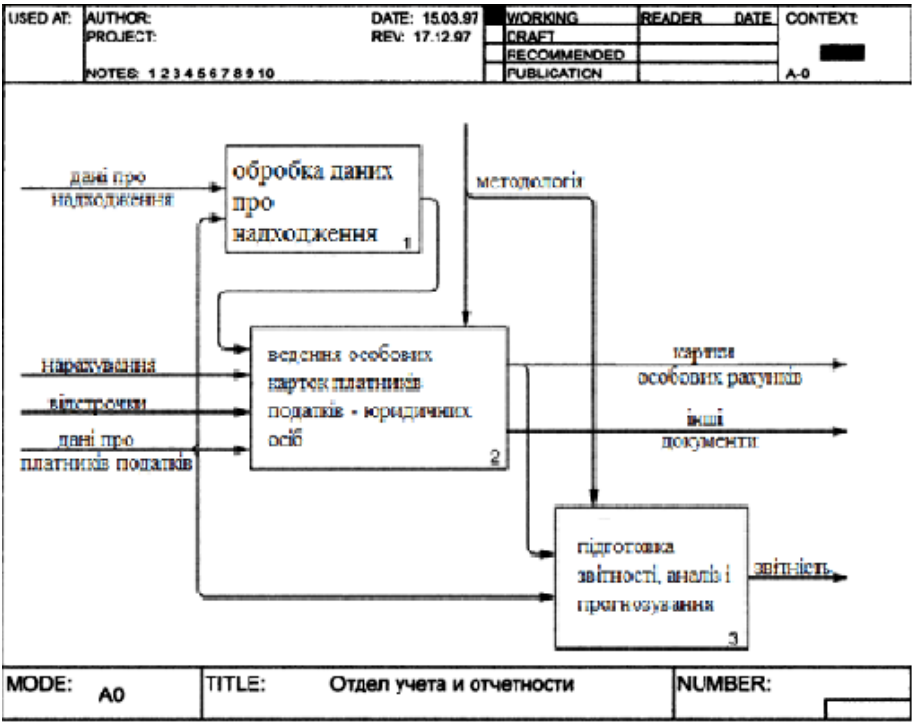 USED AT: AUTHOR: DATE: 15.03.97 WORKING READER DATE CONTEXT:
PROJECT: REV: 17.12.97 DRAFT
RECOMMENDED
NOTES: 1 2 3 4 5 6 7 8 9 10 PUBLICATION A-0
дані про
надходження
обробка даних
про
надходження
1
методологія
нарахування
відстрочки
дані про
платників податків
ведення особових
карток платників
податків - юридичних
осіб
2
картки
особових рахунків
інші
документи
підготовка
звітності, аналіз і
прогнозування
3
звітність
MODE: A0 TITLE: Отдел учета и отчетности NUMBER: